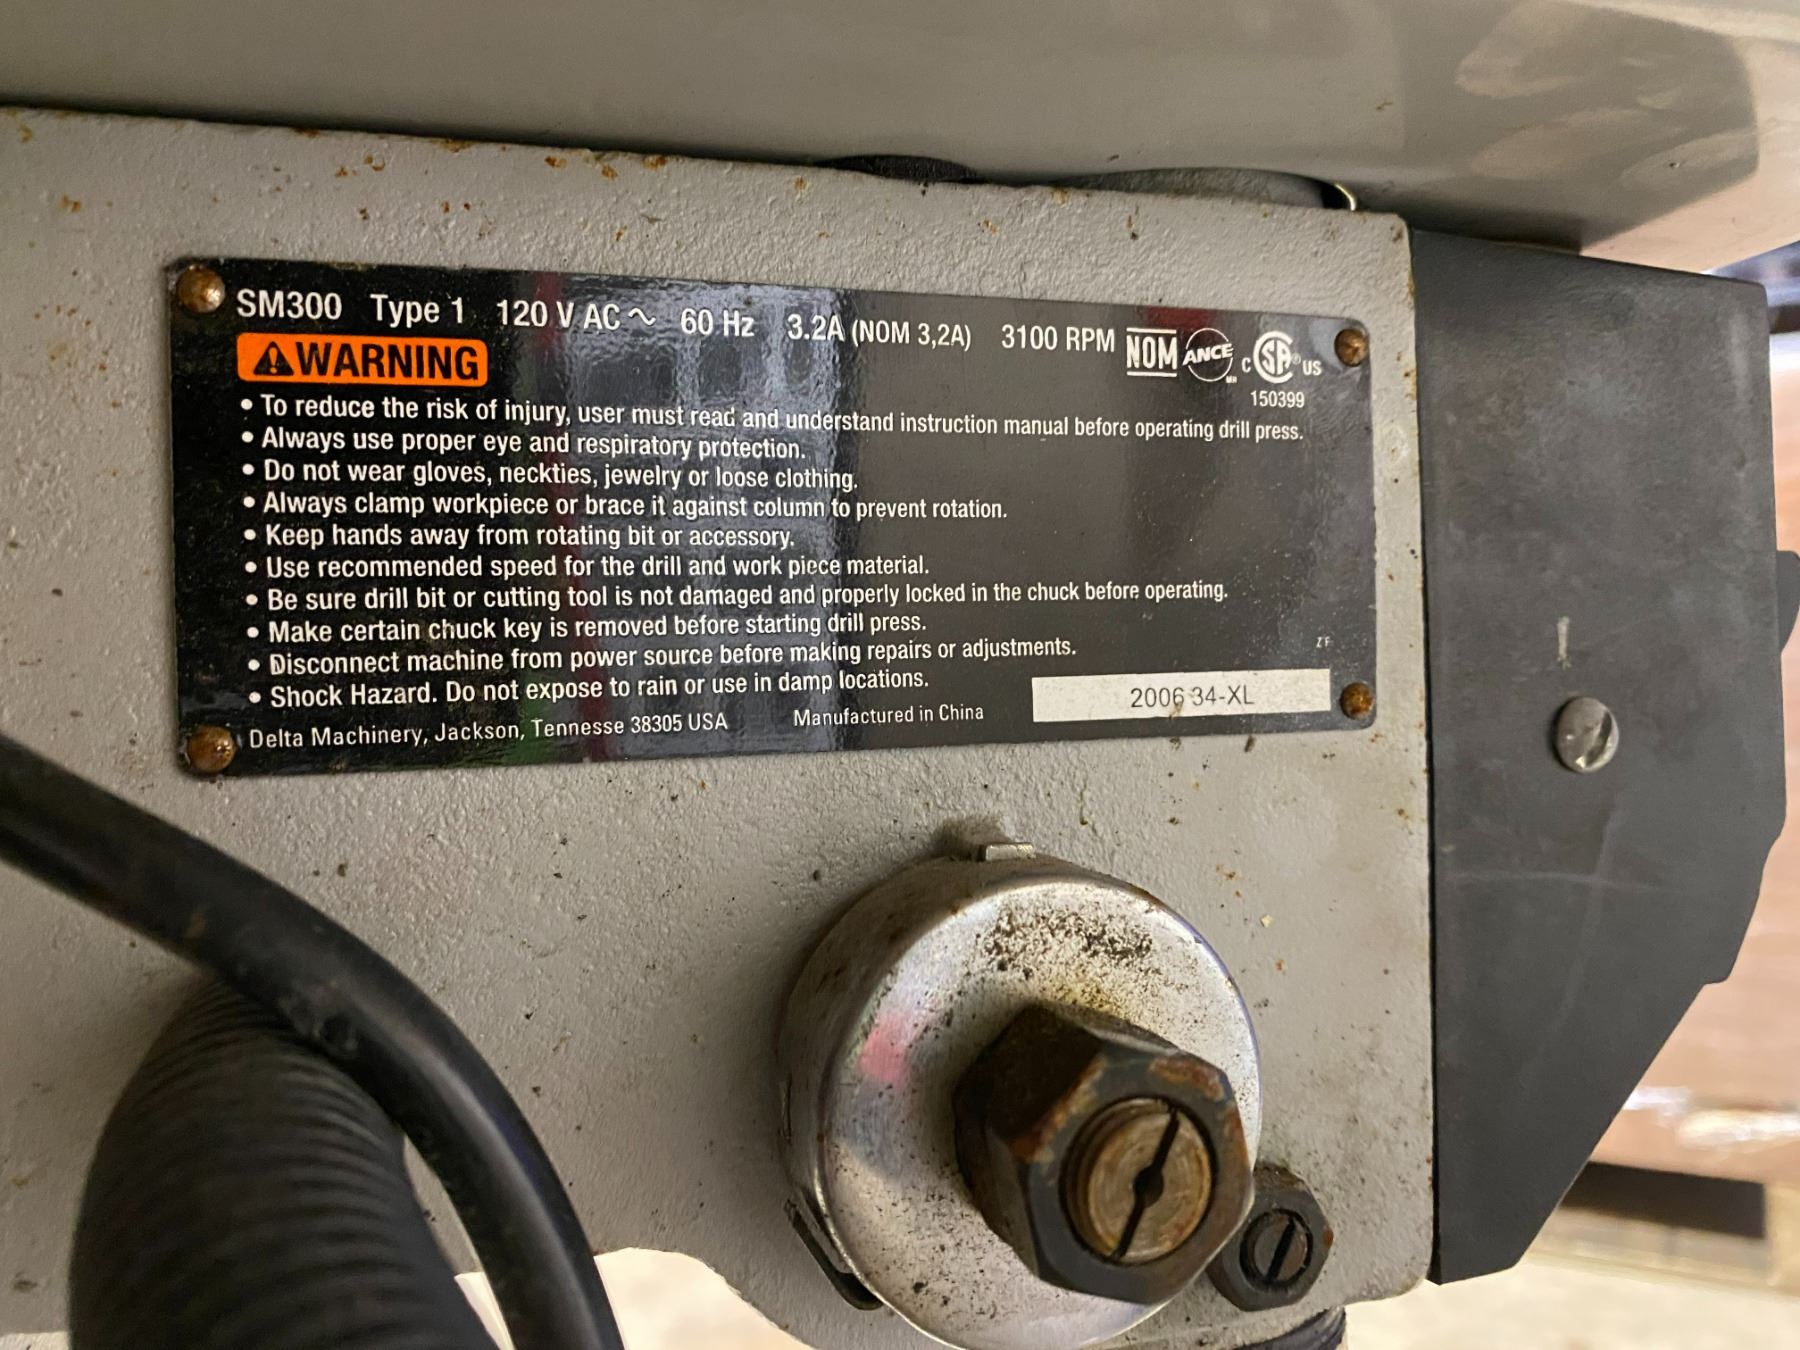 SM300 Type 1 120 V AC ~ 60 Hz 3.2A (NOM 3,2A) 3100 RPM NOM ANCE MR C SA® US
150399
⚠WARNING
• To reduce the risk of injury, user must read and understand instruction manual before operating drill press.
• Always use proper eye and respiratory protection.
• Do not wear gloves, neckties, jewelry or loose clothing.
• Always clamp workpiece or brace it against column to prevent rotation.
• Keep hands away from rotating bit or accessory.
• Use recommended speed for the drill and work piece material.
• Be sure drill bit or cutting tool is not damaged and properly locked in the chuck before operating.
• Make certain chuck key is removed before starting drill press.
• Disconnect machine from power source before making repairs or adjustments.
• Shock Hazard. Do not expose to rain or use in damp locations.
ZF
Delta Machinery, Jackson, Tennesse 38305 USA Manufactured in China 2006 34-XL